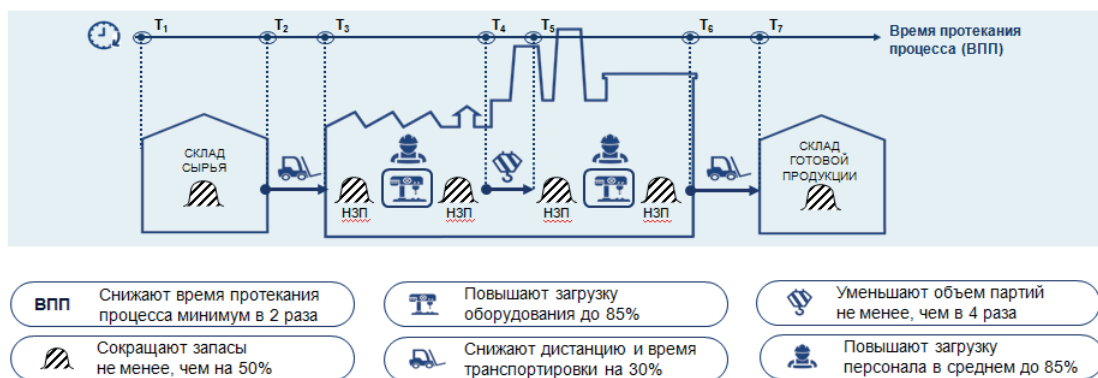 T1
T2
T3
T4
T5
T6
T7
Время протекания
процесса (ВПП)
СКЛАД
СЫРЬЯ
НЗП
НЗП
НЗП
НЗП
СКЛАД
ГОТОВОЙ
ПРОДУКЦИИ
ВПП
Снижают время протекания
процесса минимум в 2 раза
Повышают загрузку
оборудования до 85%
Уменьшают объем партий
не менее, чем в 4 раза
Сокращают запасы
не менее, чем на 50%
Снижают дистанцию и время
транспортировки на 30%
Повышают загрузку
персонала в среднем до 85%